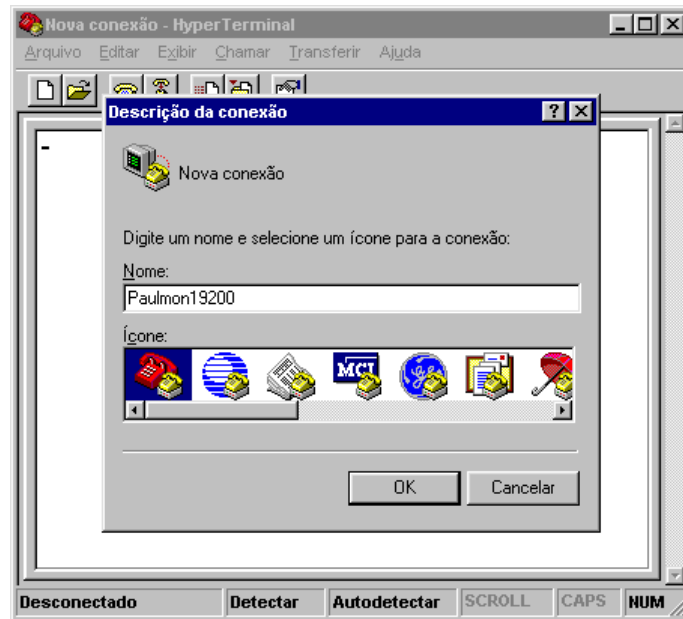 Nova conexão - HyperTerminal
Arquivo Editar Exibir Chamar Transferir Ajuda
Descrição da conexão
Nova conexão
Digite um nome e selecione um ícone para a conexão:
Nome:
Paulmon19200
Ícone:
MCI
OK Cancelar
Desconectado Detectar Autodetectar SCROLL CAPS NUM